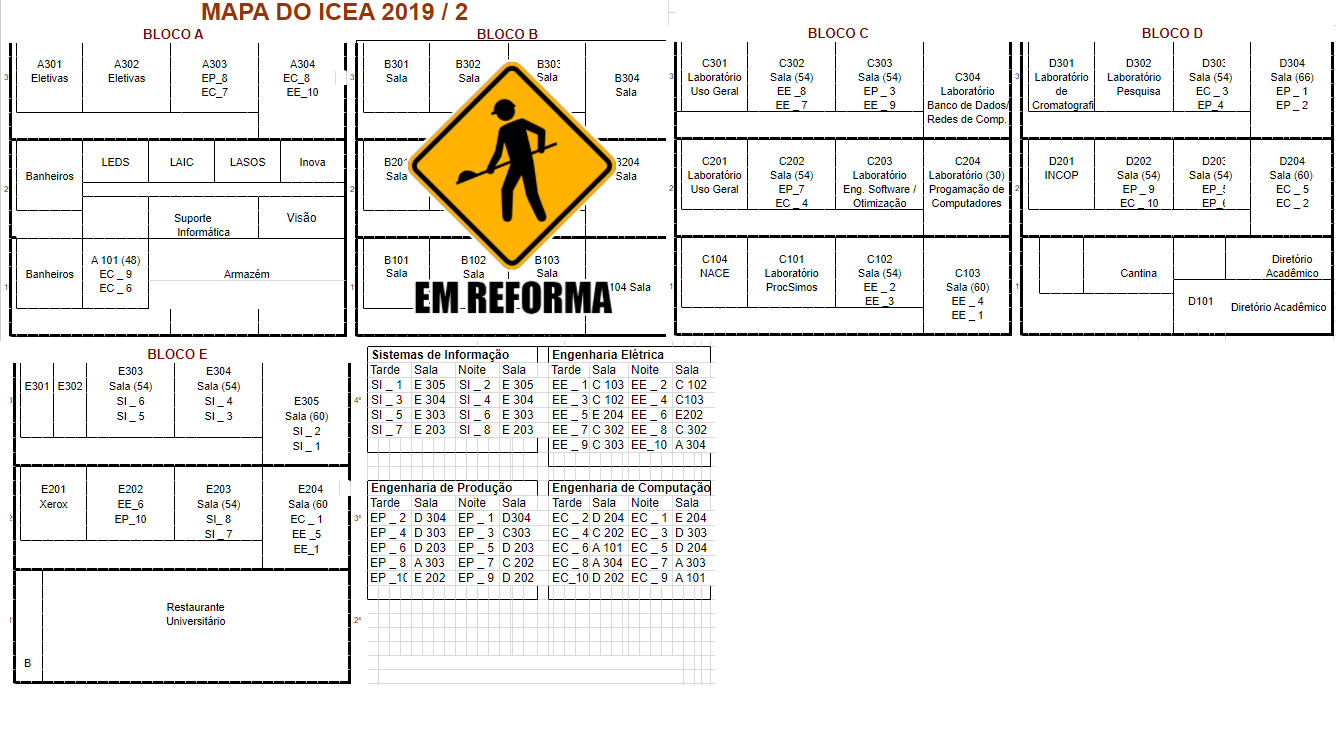 MAPA DO ICEA 2019 / 2
BLOCO A
A301
Eletivas
A302
Eletivas
A303
EP_8
EC_7
A304
EC_8
EE_10
Banheiros
LEDS
LAIC
LASOS
Inova
Suporte
Informática
Visão
Banheiros
A 101 (48)
EC _ 9
EC _ 6
Armazém
BLOCO B
B301
Sala
B302
Sala
B303
Sala
B304
Sala
B201
Sala
B204
Sala
B101
Sala
B102
Sala
B103
Sala
104 Sala
EM REFORMA
BLOCO C
C301
Laboratório
Uso Geral
C302
Sala (54)
EE _8
EE _ 7
C303
Sala (54)
EP _ 3
EE _ 9
C304
Laboratório
Banco de Dados/
Redes de Comp.
C201
Laboratório
Uso Geral
C202
Sala (54)
EP_7
EC _ 4
C203
Laboratório
Eng. Software /
Otimização
C204
Laboratório (30)
Progamação de
Computadores
C104
NACE
C101
Laboratório
ProcSimos
C102
Sala (54)
EE _ 2
EE _3
C103
Sala (60)
EE _ 4
EE _ 1
BLOCO D
D301
Laboratório
de
Cromatografi
D302
Laboratório
Pesquisa
D303
Sala (54)
EC _ 3
EP_4
D304
Sala (66)
EP _ 1
EP _ 2
D201
INCOP
D202
Sala (54)
EP _ 9
EC _ 10
D203
Sala (54)
EP_5
EP_6
D204
Sala (60)
EC _ 5
EC _ 2
Cantina
Diretório
Acadêmico
D101
Diretório Acadêmico
BLOCO E
E301
E302
E303
Sala (54)
SI _ 6
SI _ 5
E304
Sala (54)
SI _ 4
SI _ 3
E305
Sala (60)
SI _ 2
SI _ 1
E201
Xerox
E202
EE_6
EP_10
E203
Sala (54)
SI_ 8
SI _ 7
E204
Sala (60
EC _ 1
EE _5
EE_1
Restaurante
Universitário
B
Sistemas de Informação
Tarde Sala Noite Sala
SI _ 1 E 305 SI _ 2 E 305
SI _ 3 E 304 SI _ 4 E 304
SI _ 5 E 303 SI _ 6 E 303
SI _ 7 E 203 SI _ 8 E 203
Engenharia Elétrica
Tarde Sala Noite Sala
EE _ 1 C 103 EE _ 2 C 102
EE _ 3 C 102 EE _ 4 C103
EE _ 5 E 204 EE _ 6 E202
EE _ 7 C 302 EE _ 8 C 302
EE _ 9 C 303 EE_10 A 304
Engenharia de Produção
Tarde Sala Noite Sala
EP _ 2 D 304 EP _ 1 D304
EP _ 4 D 303 EP _ 3 C303
EP _ 6 D 203 EP _ 5 D 203
EP _ 8 A 303 EP _ 7 C 202
EP _10 E 202 EP _ 9 D 202
Engenharia de Computação
Tarde Sala Noite Sala
EC _ 2 D 204 EC _ 1 E 204
EC _ 4 C 202 EC _ 3 D 303
EC _ 6 A 101 EC _ 5 D 204
EC _ 8 A 304 EC _ 7 A 303
EC_10 D 202 EC _ 9 A 101